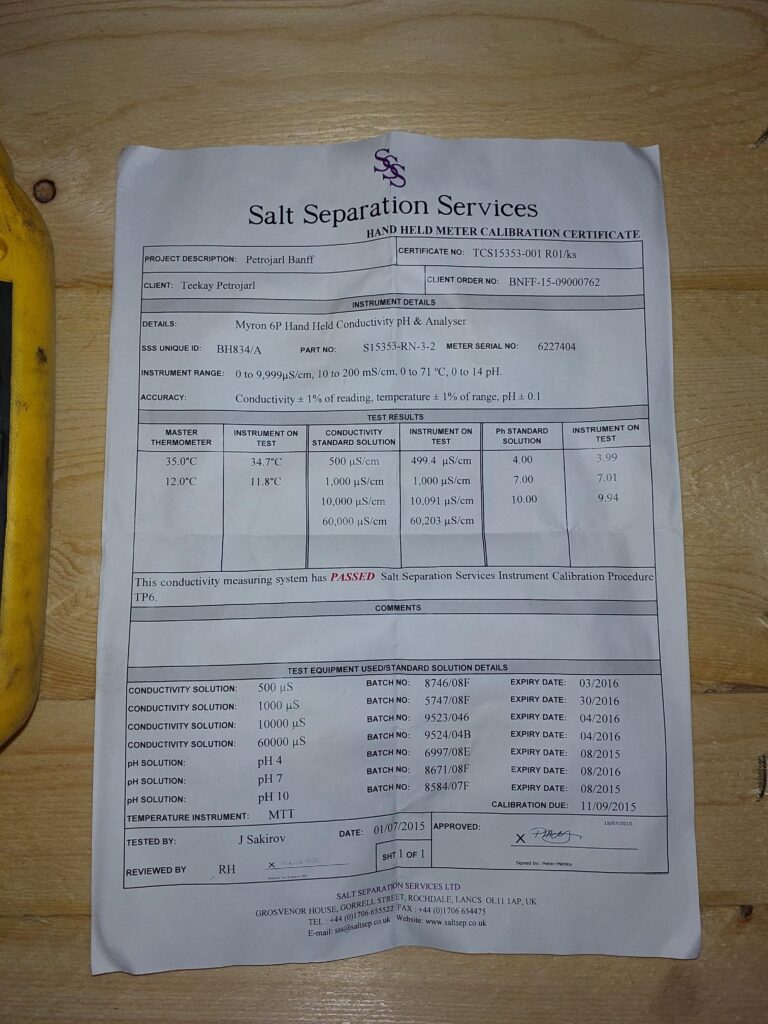 SSS
Salt Separation Services
HAND HELD METER CALIBRATION CERTIFICATE
PROJECT DESCRIPTION: Petrojarl Banff CERTIFICATE NO: TCS15353-001 R01/ks
CLIENT: Teekay Petrojarl CLIENT ORDER NO: BNFF-15-09000762
INSTRUMENT DETAILS
DETAILS: Myron 6P Hand Held Conductivity pH & Analyser
SSS UNIQUE ID: BH834/A PART NO: S15353-RN-3-2 METER SERIAL NO: 6227404
INSTRUMENT RANGE: 0 to 9,999µS/cm, 10 to 200 mS/cm, 0 to 71 °C, 0 to 14 pH.
ACCURACY: Conductivity ± 1% of reading, temperature ± 1% of range, pH ± 0.1
TEST RESULTS
MASTER THERMOMETER INSTRUMENT ON TEST CONDUCTIVITY STANDARD SOLUTION INSTRUMENT ON TEST Ph STANDARD SOLUTION INSTRUMENT ON TEST
35.0°C 34.7°C 500 µS/cm 499.4 µS/cm 4.00 3.99
12.0°C 11.8°C 1,000 µS/cm 1,000 µS/cm 7.00 7.01
10,000 µS/cm 10,091 µS/cm 10.00 9.94
60,000 µS/cm 60,203 µS/cm
This conductivity measuring system has PASSED Salt Separation Services Instrument Calibration Procedure
TP6.
COMMENTS
TEST EQUIPMENT USED/STANDARD SOLUTION DETAILS
CONDUCTIVITY SOLUTION: 500 µS BATCH NO: 8746/08F EXPIRY DATE: 03/2016
CONDUCTIVITY SOLUTION: 1000 µS BATCH NO: 5747/08F EXPIRY DATE: 30/2016
CONDUCTIVITY SOLUTION: 10000 µS BATCH NO: 9523/046 EXPIRY DATE: 04/2016
CONDUCTIVITY SOLUTION: 60000 µS BATCH NO: 9524/04B EXPIRY DATE: 04/2016
pH SOLUTION: pH 4 BATCH NO: 6997/08E EXPIRY DATE: 08/2015
pH SOLUTION: pH 7 BATCH NO: 8671/08F EXPIRY DATE: 08/2016
pH SOLUTION: pH 10 BATCH NO: 8584/07F EXPIRY DATE: 08/2015
TEMPERATURE INSTRUMENT: MTT CALIBRATION DUE: 11/09/2015
TESTED BY: J Sakirov DATE: 01/07/2015 APPROVED: 15/07/2015
X
REVIEWED BY RH X SHT 1 OF 1 Signed by: Peter
SALT SEPARATION SERVICES LTD
GROSVENOR HOUSE, GORRELL STREET, ROCHDALE, LANCS OL11 1AP, UK
TEL : +44 (0)1706 655522 FAX : +44 (0)1706 654475
E-mail: sss@saltsep.co.uk Website: www.saltsep.co.uk